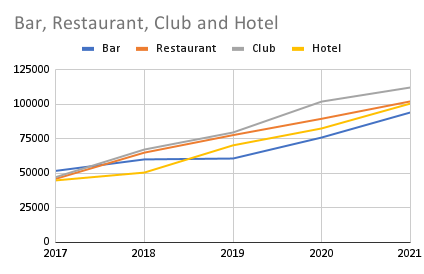 Bar, Restaurant, Club and Hotel
Bar Restaurant Club Hotel
125000
100000
75000
50000
25000
0
2017 2018 2019 2020 2021